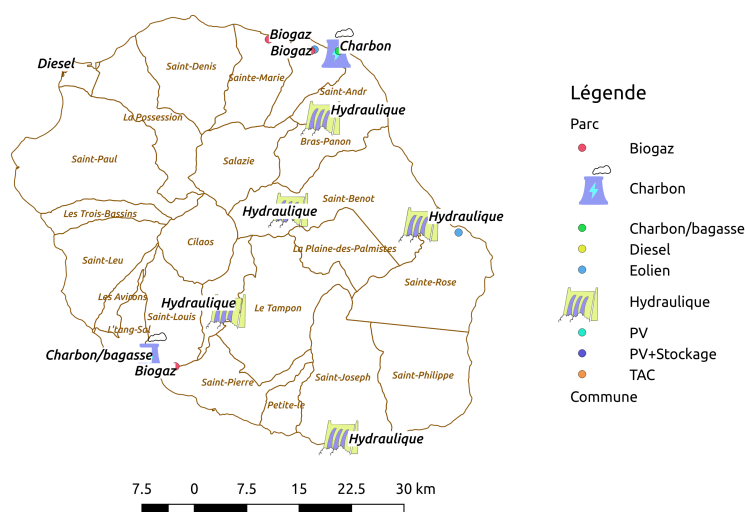 Biogaz
Biogaz
Charbon
Diesel
Saint-Denis
Sainte-Marie
Saint-Andr
Hydraulique
La Possession
Bras-Panon
Saint-Paul
Salazie
Saint-Benot
Hydraulique
Hydraulique
Les Trois-Bassins
Cilaos
La Plaine-des-Palmistes
Saint-Leu
Sainte-Rose
Les Avirons
Hydraulique
Le Tampon
Saint-Louis
L'tang-Sal
Charbon/bagasse
Biogaz
Saint-Pierre
Saint-Joseph
Saint-Philippe
Petite-le
Hydraulique
7.5 0 7.5 15 22.5 30 km
Légende
Parc
Biogaz
Charbon
Charbon/bagasse
Diesel
Eolien
Hydraulique
PV
PV+Stockage
TAC
Commune